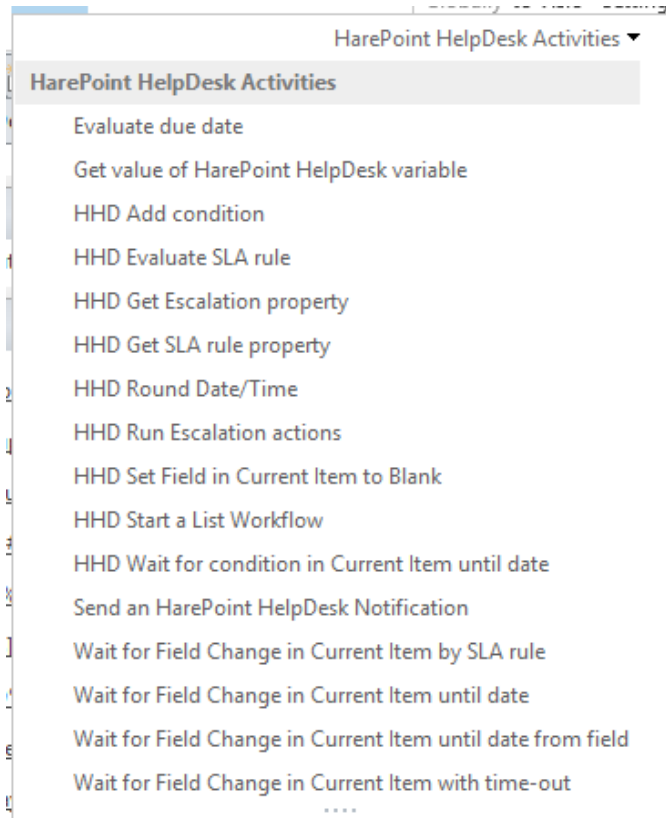 HarePoint HelpDesk Activities
HarePoint HelpDesk Activities
Evaluate due date
Get value of HarePoint HelpDesk variable
HHD Add condition
HHD Evaluate SLA rule
HHD Get Escalation property
HHD Get SLA rule property
HHD Round Date/Time
HHD Run Escalation actions
HHD Set Field in Current Item to Blank
HHD Start a List Workflow
HHD Wait for condition in Current Item until date
Send an HarePoint HelpDesk Notification
Wait for Field Change in Current Item by SLA rule
Wait for Field Change in Current Item until date
Wait for Field Change in Current Item until date from field
Wait for Field Change in Current Item with time-out